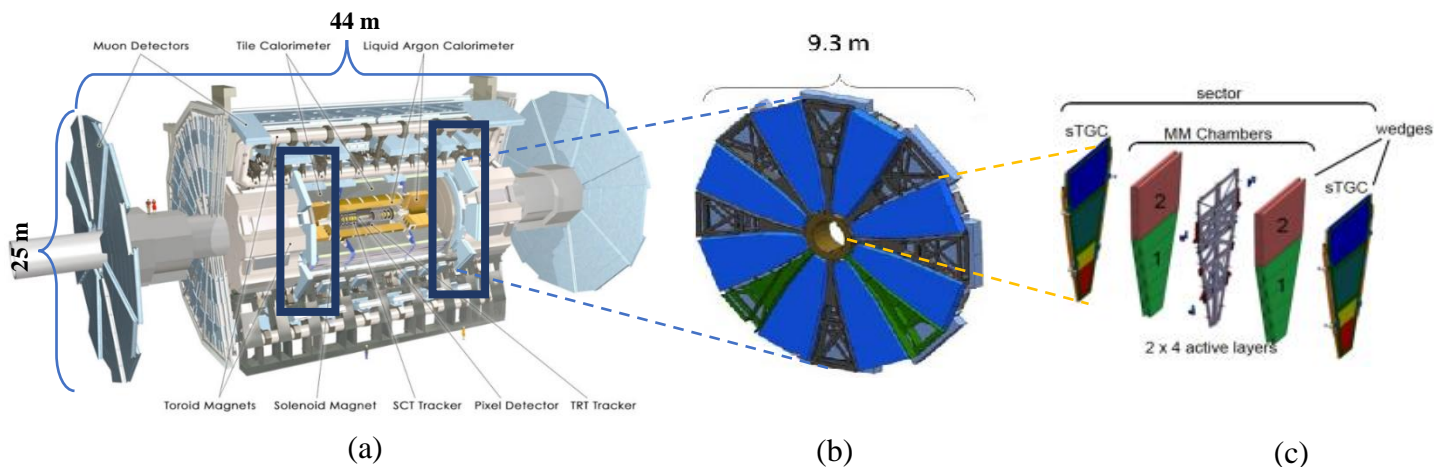 44 m
Muon Detectors
Tile Calorimeter
Liquid Argon Calorimeter
25 m
Toroid Magnets
Solenoid Magnet
SCT Tracker
Pixel Detector
TRT Tracker
(a)
9.3 m
(b)
sector
sTGC
MM Chambers
wedges
sTGC
2
2
1
1
2 x 4 active layers
(c)